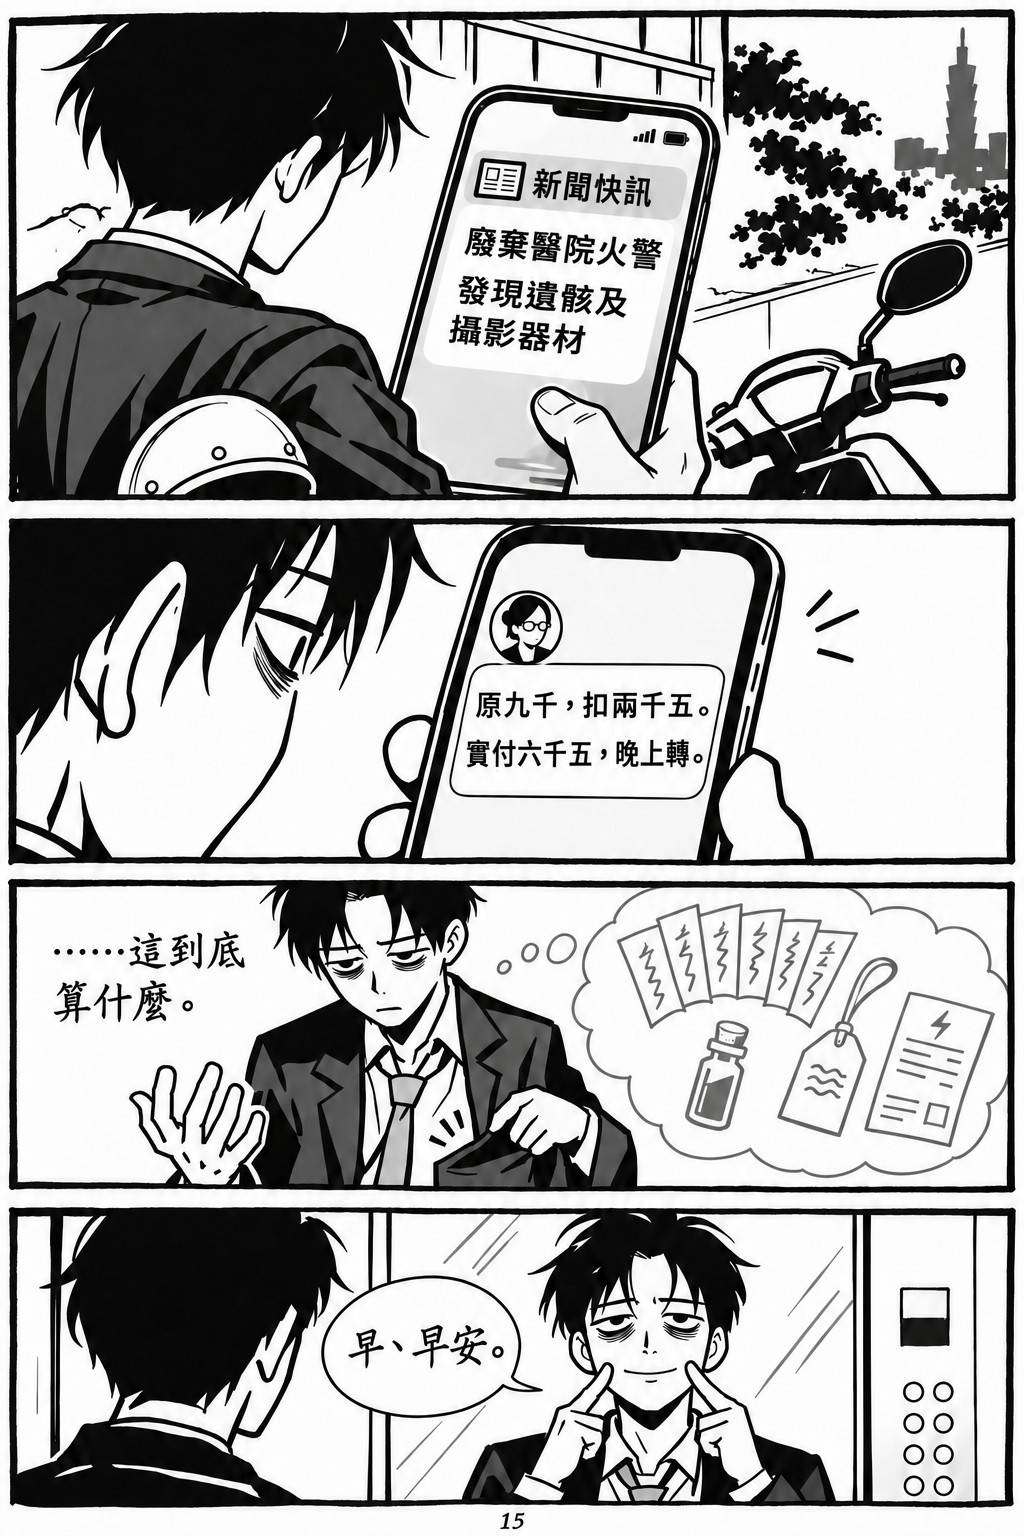 新聞快訊
廢棄醫院火警
發現遺骸及
攝影器材
原九千，扣兩千五。
實付六千五，晚上轉。
……這到底
算什麼。
早、早安。
15